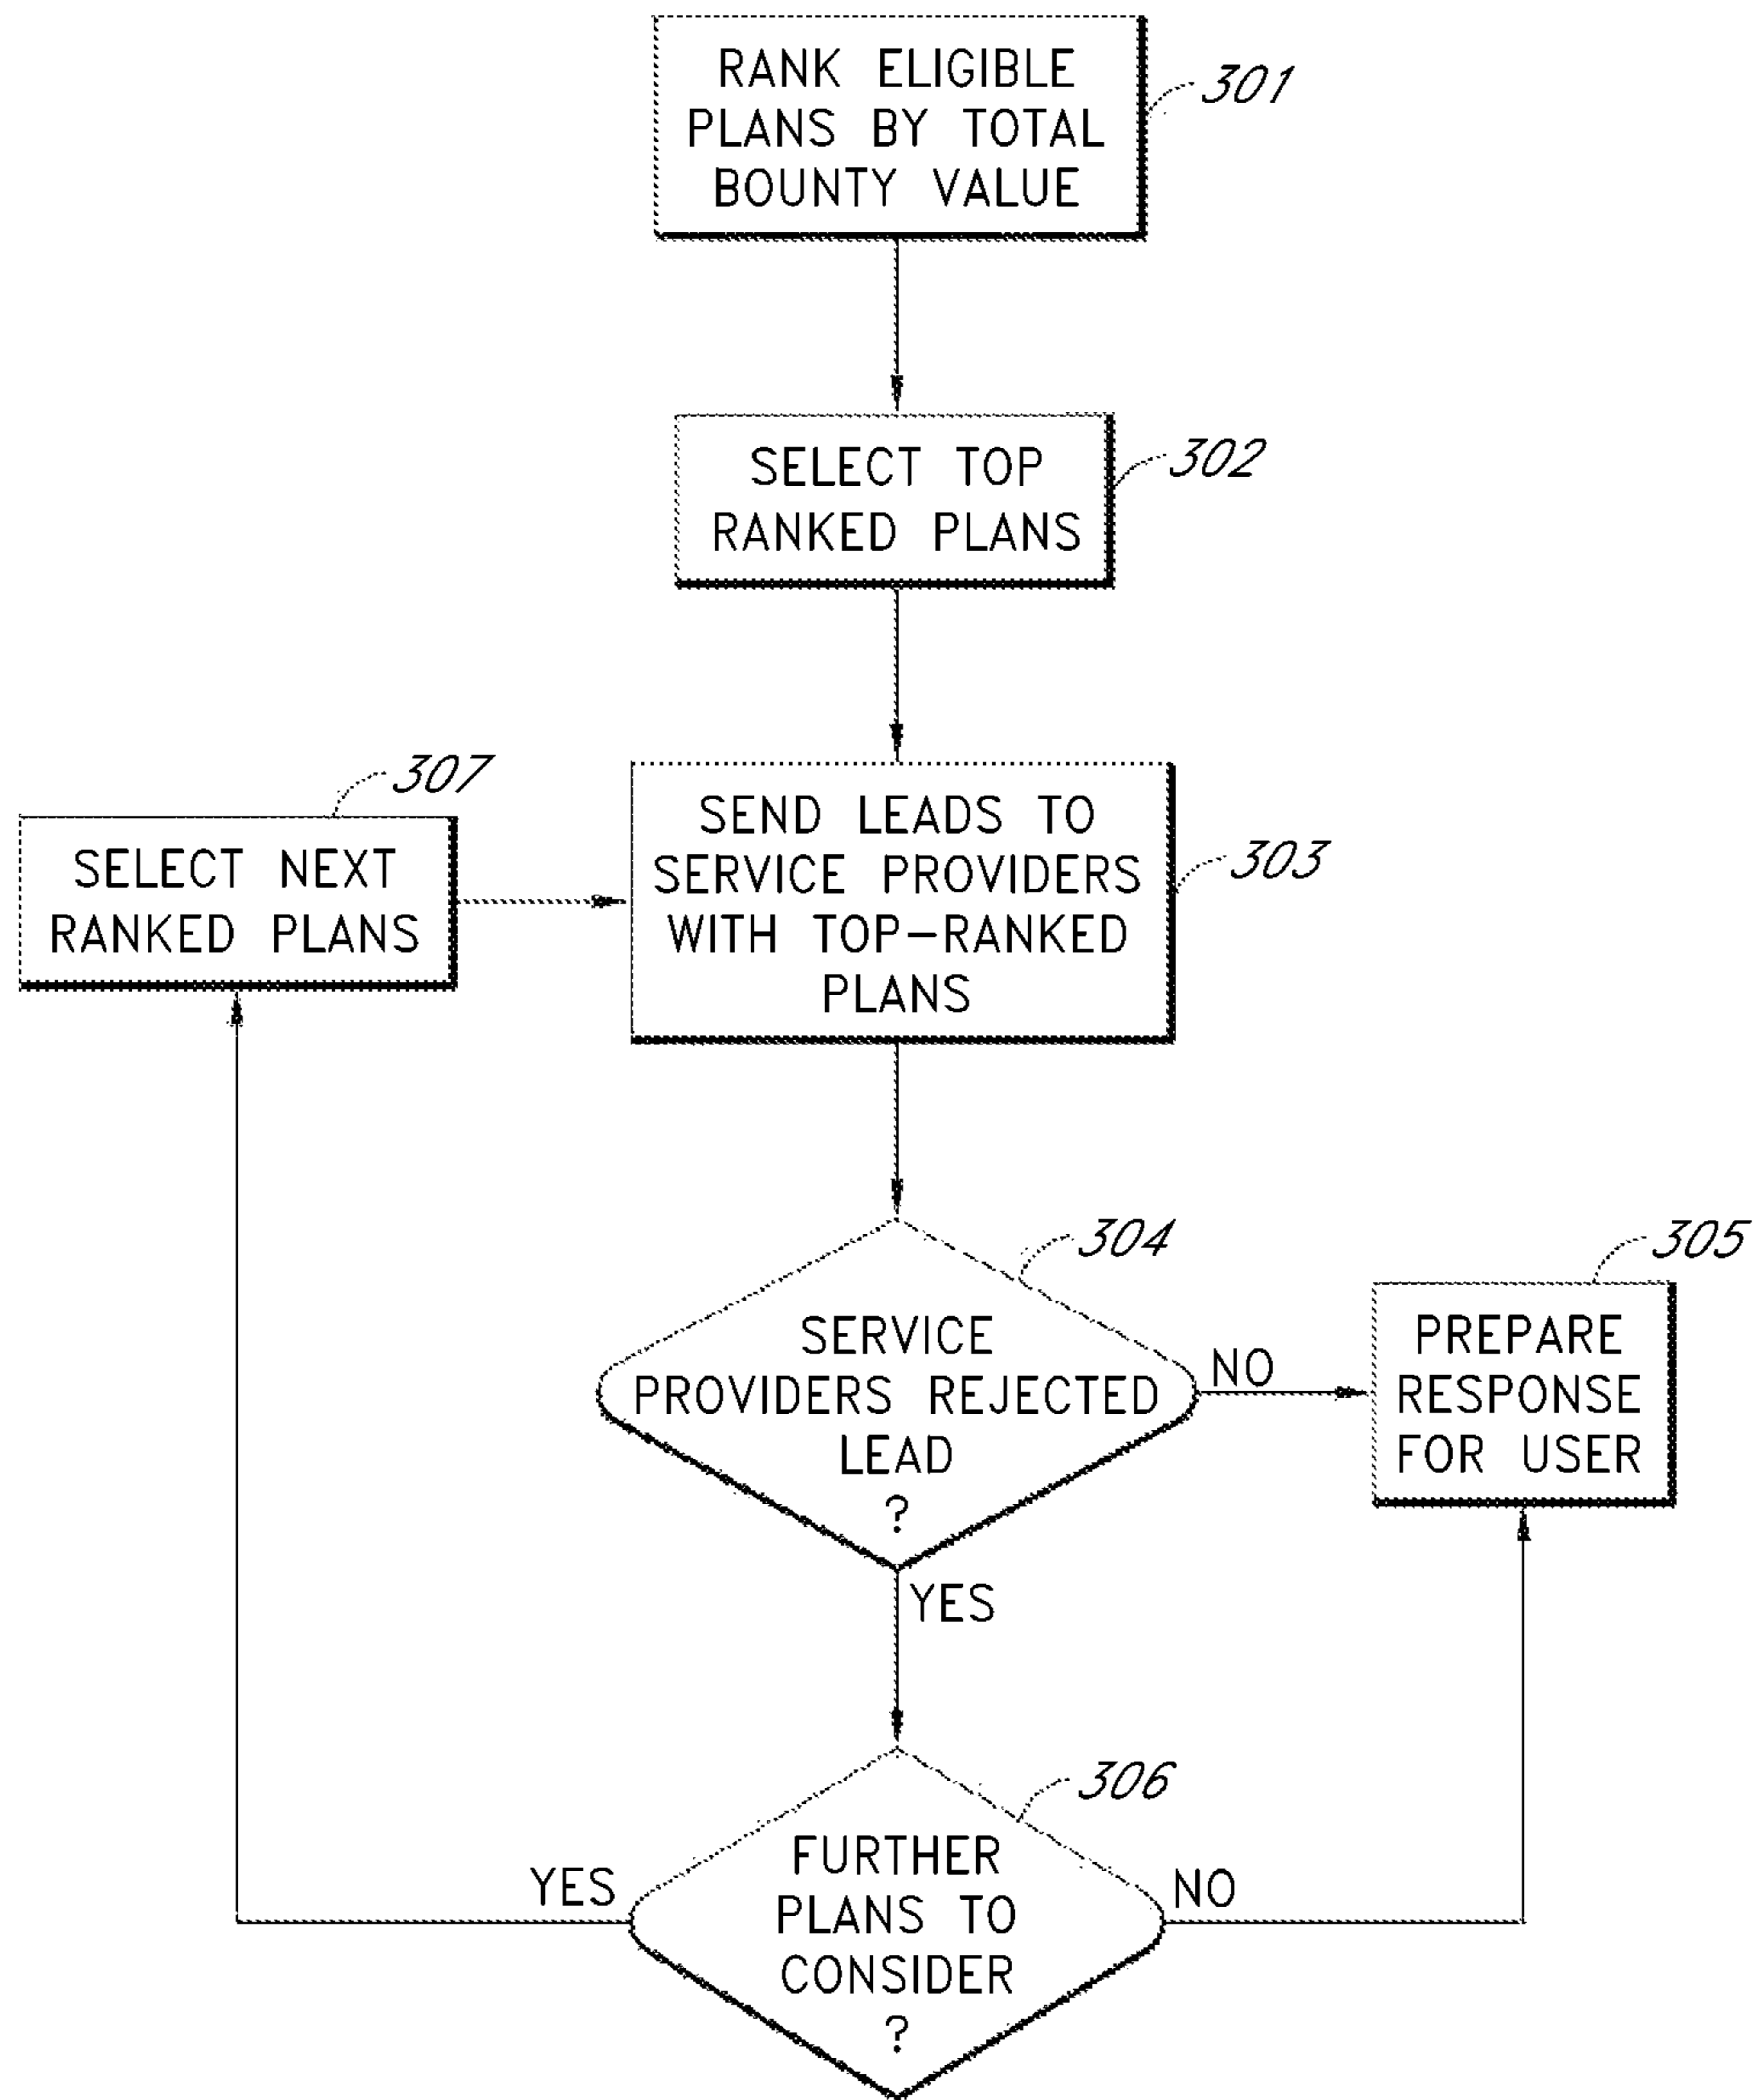 RANK ELIGIBLE
PLANS BY TOTAL
BOUNTY VALUE
301
SELECT TOP
RANKED PLANS
302
307
SELECT NEXT
RANKED PLANS
SEND LEADS TO
SERVICE PROVIDERS
WITH TOP-RANKED
PLANS
303
304
SERVICE
PROVIDERS REJECTED
LEAD
?
NO
305
PREPARE
RESPONSE
FOR USER
YES
306
FURTHER
PLANS TO
CONSIDER
?
YES
NO